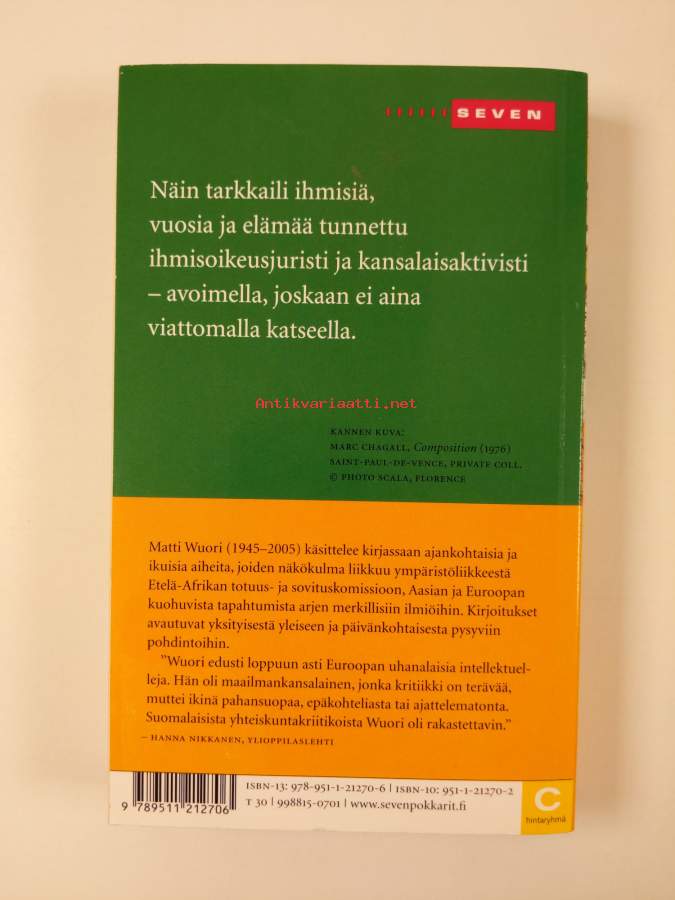 SEVEN
Näin tarkkaili ihmisiä,
vuosia ja elämää tunnettu
ihmisoikeusjuristi ja kansalaisaktivisti
– avoimella, joskaan ei aina
viattomalla katseella.
Antikvariaatti.net
KANNEN KUVA:
MARC CHAGALL, Composition (1976)
SAINT-PAUL-DE-VENCE, PRIVATE COLL.
© PHOTO SCALA, FLORENCE
Matti Wuori (1945–2005) käsittelee kirjassaan ajankohtaisia ja
ikuisia aiheita, joiden näkökulma liikkuu ympäristöliikkeestä
Etelä-Afrikan totuus- ja sovituskomissioon, Aasian ja Euroopan
kuohuvista tapahtumista arjen merkillisiin ilmiöihin. Kirjoitukset
avautuvat yksityisestä yleiseen ja päivänkohtaisesta pysyviin
pohdintoihin.
”Wuori edusti loppuun asti Euroopan uhanalaisia intellektuel-
leja. Hän oli maailmankansalainen, jonka kritiikki on terävää,
muttei ikinä pahansuopaa, epäkohteliasta tai ajattelematonta.
Suomalaisista yhteiskuntakriitikoista Wuori oli rakastettavin.”
– HANNA NIKKANEN, YLIOPPILASLEHTI
ISBN-13: 978-951-1-21270-6 | ISBN-10: 951-1-21270-2
T 30 | 998815-0701 | www.sevenpokkarit.fi
9 789511 212706
C
hintaryhmä